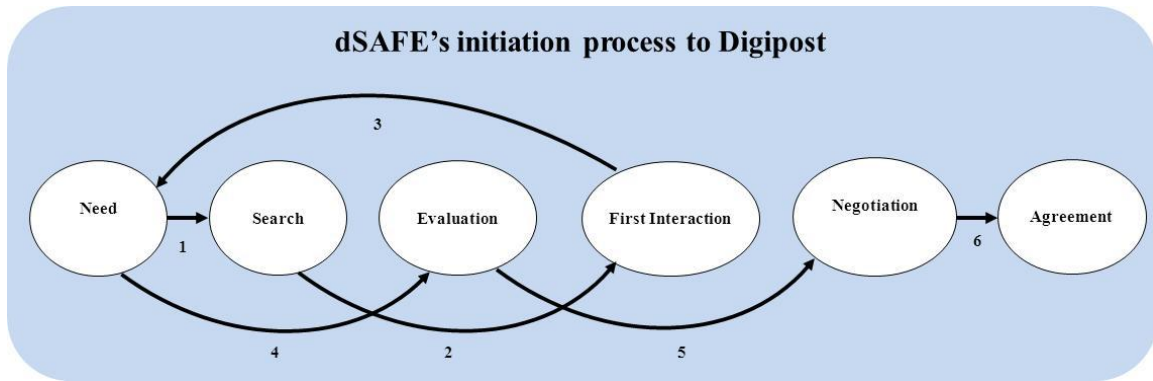 dSAFE's initiation process to Digipost
3
Need
Search
Evaluation
First Interaction
Negotiation
Agreement
1
6
4
2
5